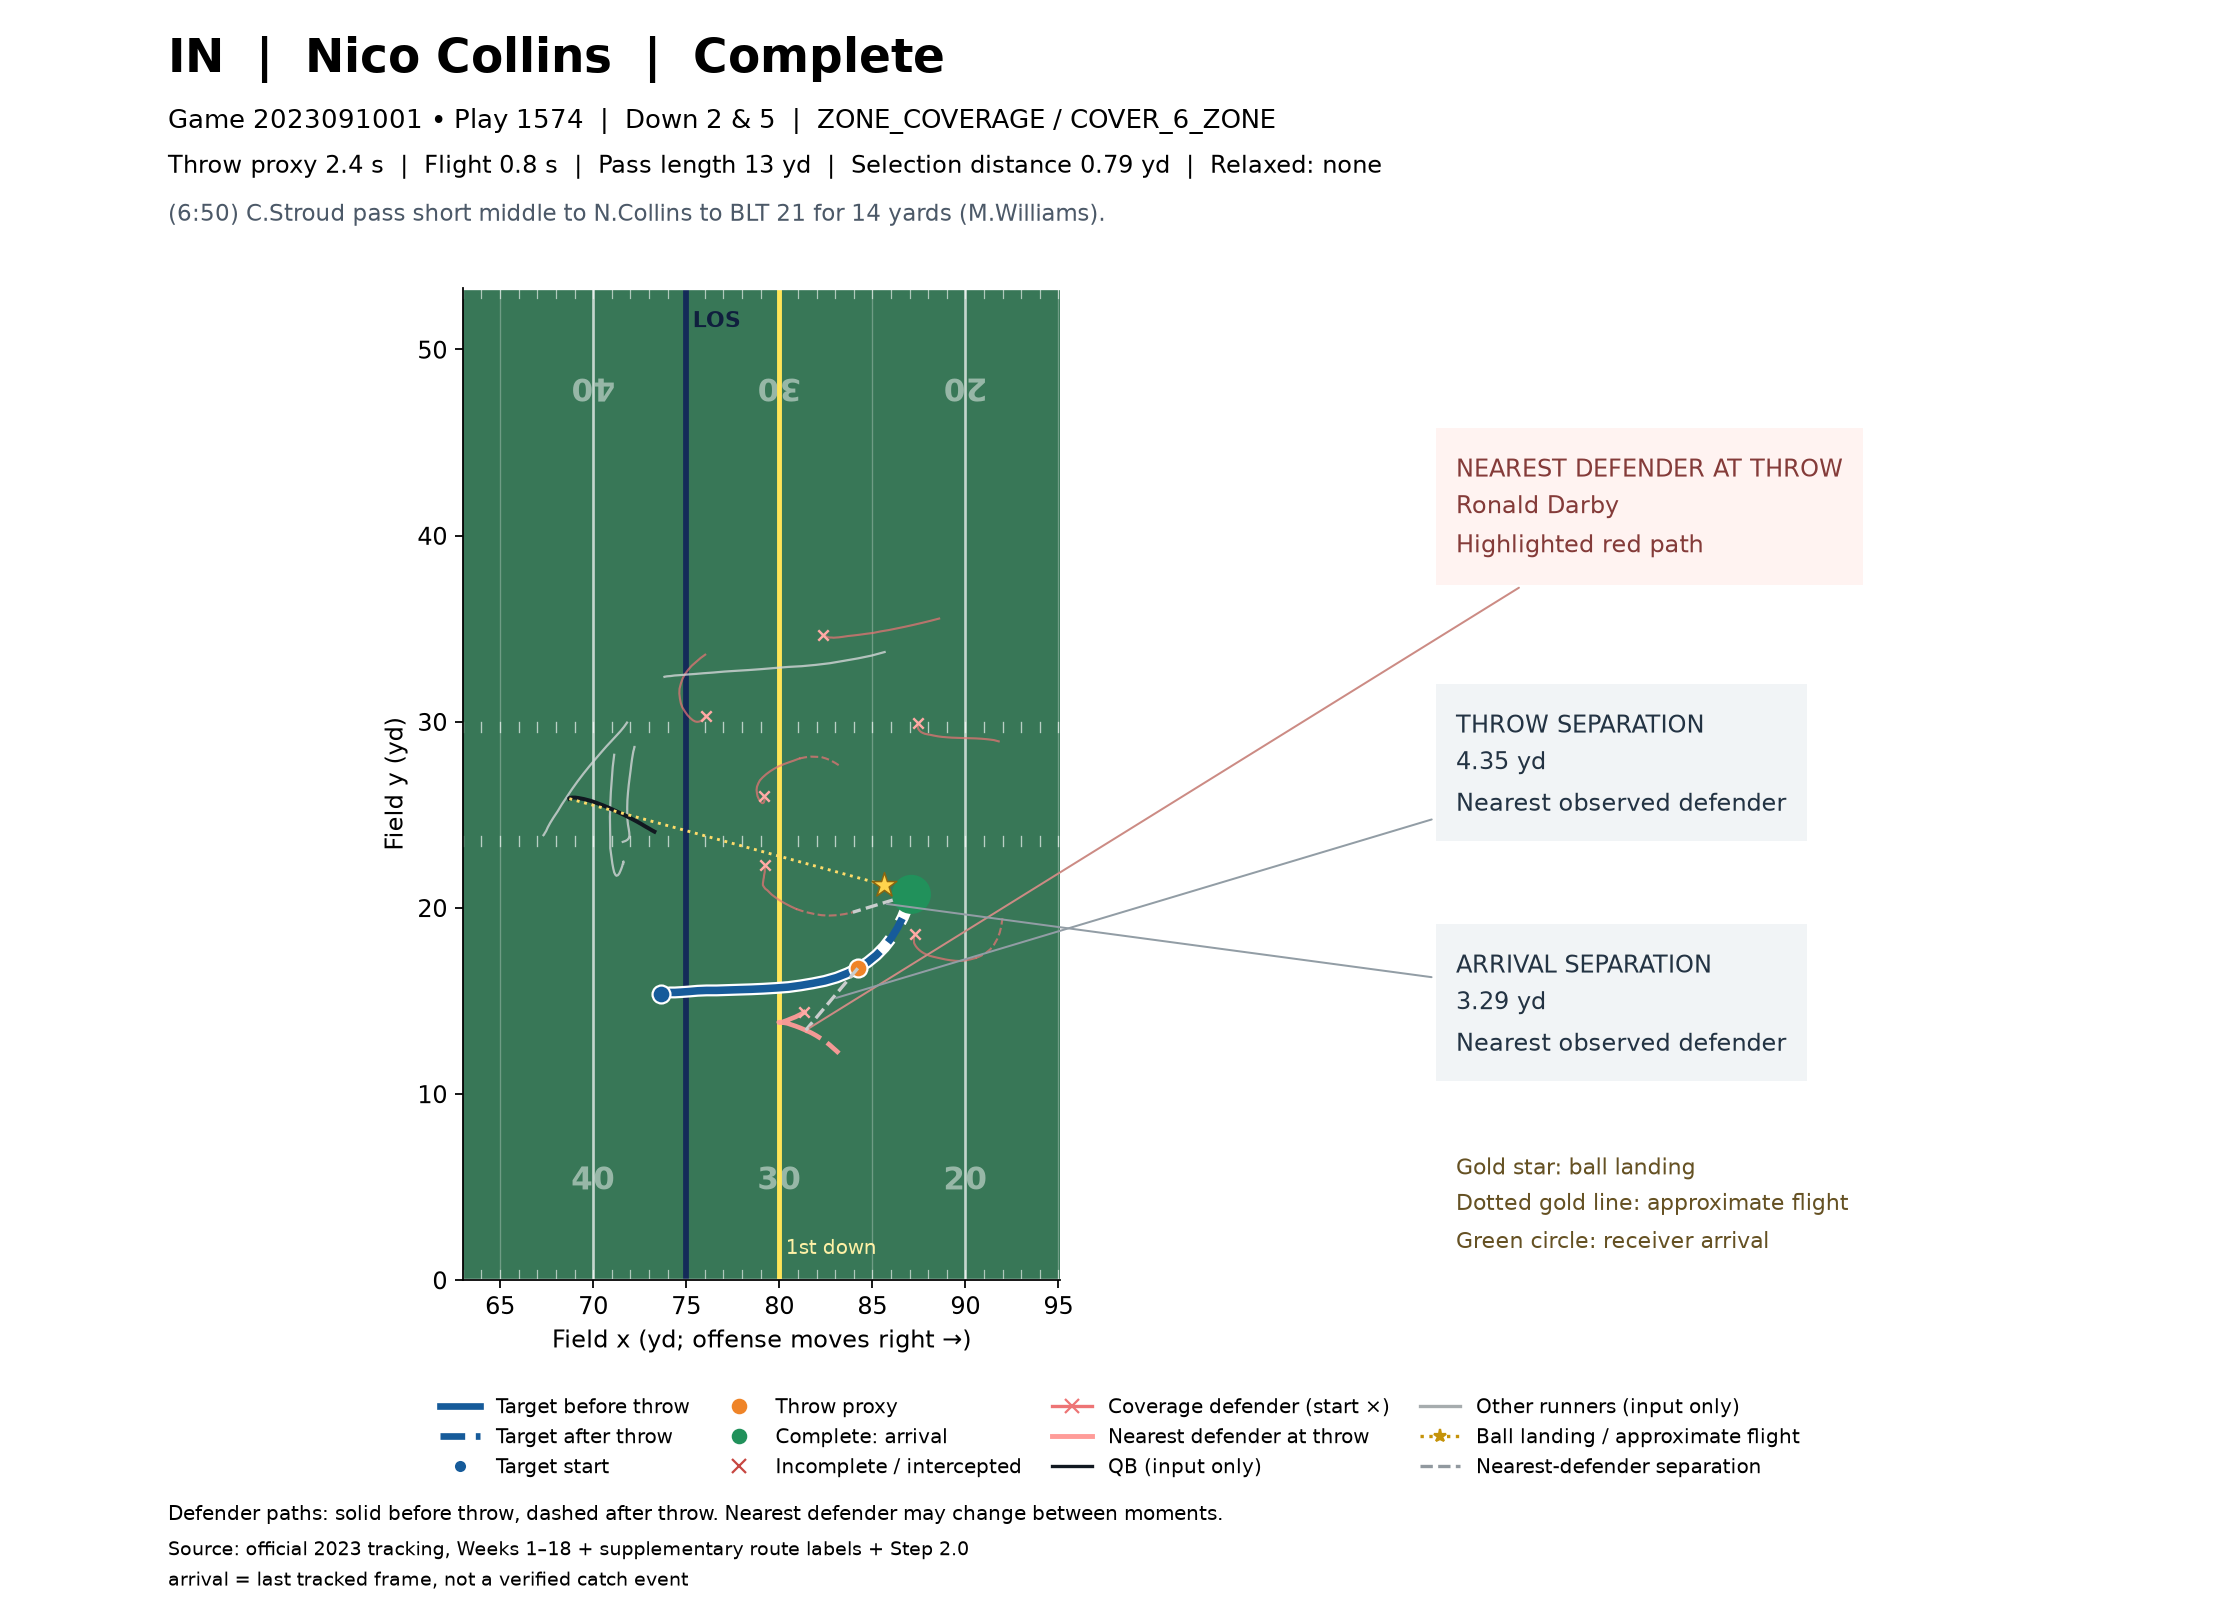 IN | Nico Collins | Complete
Game 2023091001 • Play 1574 | Down 2 & 5 | ZONE_COVERAGE / COVER_6_ZONE
Throw proxy 2.4 s | Flight 0.8 s | Pass length 13 yd | Selection distance 0.79 yd | Relaxed: none
(6:50) C.Stroud pass short middle to N.Collins to BLT 21 for 14 yards (M.Williams).
LOS
40 30 20
40 30 20
1st down
50
40
30
20
10
0
Field y (yd)
65 70 75 80 85 90 95
Field x (yd; offense moves right →)
NEAREST DEFENDER AT THROW
Ronald Darby
Highlighted red path
THROW SEPARATION
4.35 yd
Nearest observed defender
ARRIVAL SEPARATION
3.29 yd
Nearest observed defender
Gold star: ball landing
Dotted gold line: approximate flight
Green circle: receiver arrival
Target before throw
Target after throw
Target start
Throw proxy
Complete: arrival
Incomplete / intercepted
Coverage defender (start ×)
Nearest defender at throw
QB (input only)
Other runners (input only)
Ball landing / approximate flight
Nearest-defender separation
Defender paths: solid before throw, dashed after throw. Nearest defender may change between moments.
Source: official 2023 tracking, Weeks 1–18 + supplementary route labels + Step 2.0
arrival = last tracked frame, not a verified catch event